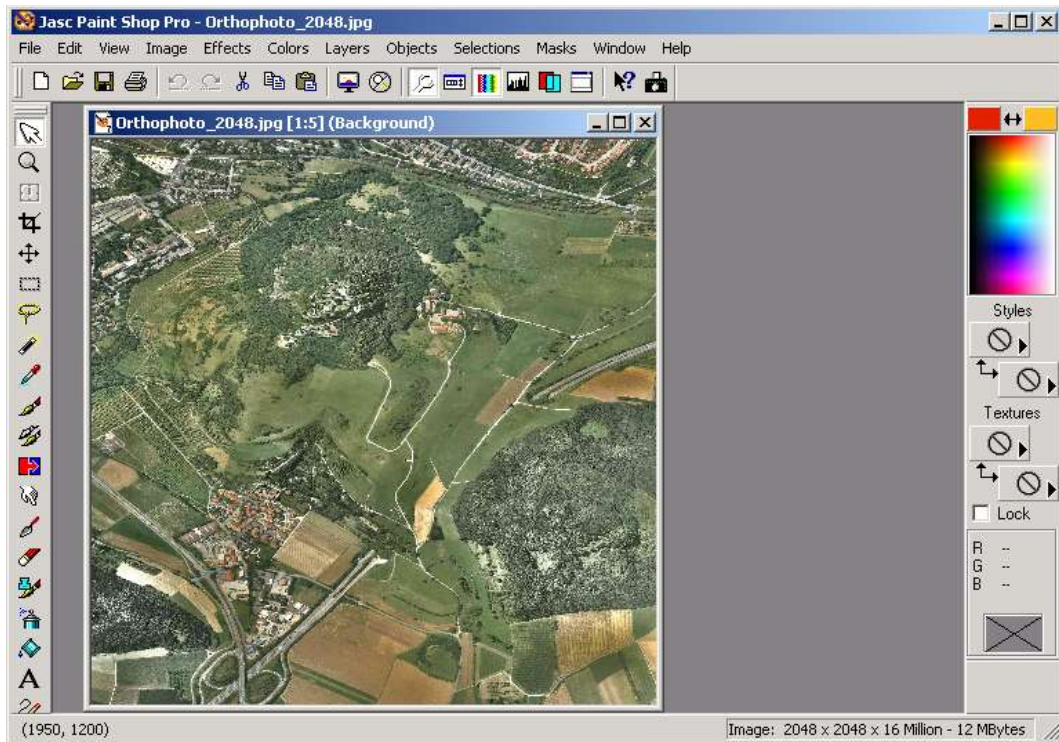 Jasc Paint Shop Pro - Orthophoto_2048.jpg
File Edit View Image Effects Colors Layers Objects Selections Masks Window Help
Orthophoto_2048.jpg [1:5] (Background)
Styles
Textures
Lock
R --
G --
B --
A
(1950, 1200)
Image: 2048 x 2048 x 16 Million - 12 MBytes